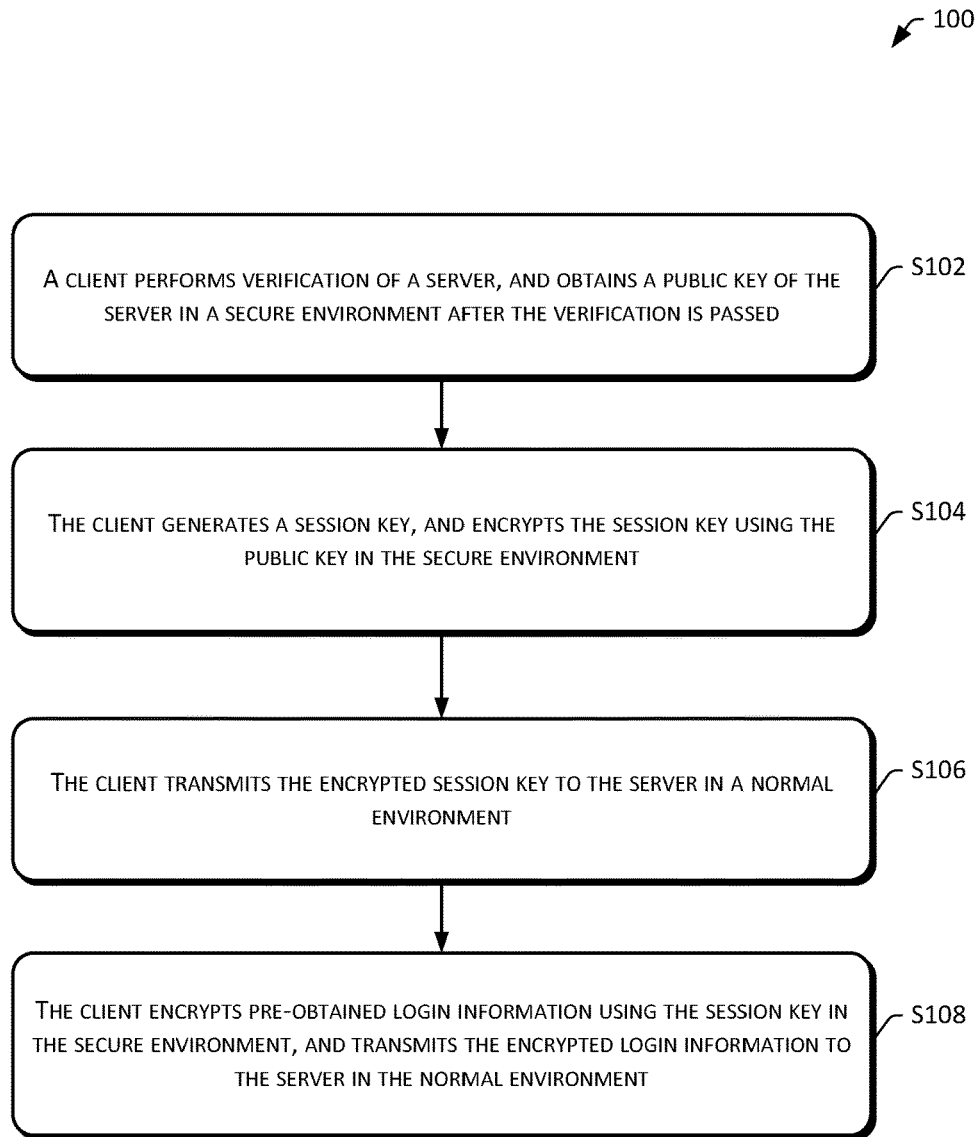 100
A CLIENT PERFORMS VERIFICATION OF A SERVER, AND OBTAINS A PUBLIC KEY OF THE
SERVER IN A SECURE ENVIRONMENT AFTER THE VERIFICATION IS PASSED
S102
THE CLIENT GENERATES A SESSION KEY, AND ENCRYPTS THE SESSION KEY USING THE
PUBLIC KEY IN THE SECURE ENVIRONMENT
S104
THE CLIENT TRANSMITS THE ENCRYPTED SESSION KEY TO THE SERVER IN A NORMAL
ENVIRONMENT
S106
THE CLIENT ENCRYPTS PRE-OBTAINED LOGIN INFORMATION USING THE SESSION KEY IN
THE SECURE ENVIRONMENT, AND TRANSMITS THE ENCRYPTED LOGIN INFORMATION TO
THE SERVER IN THE NORMAL ENVIRONMENT
S108